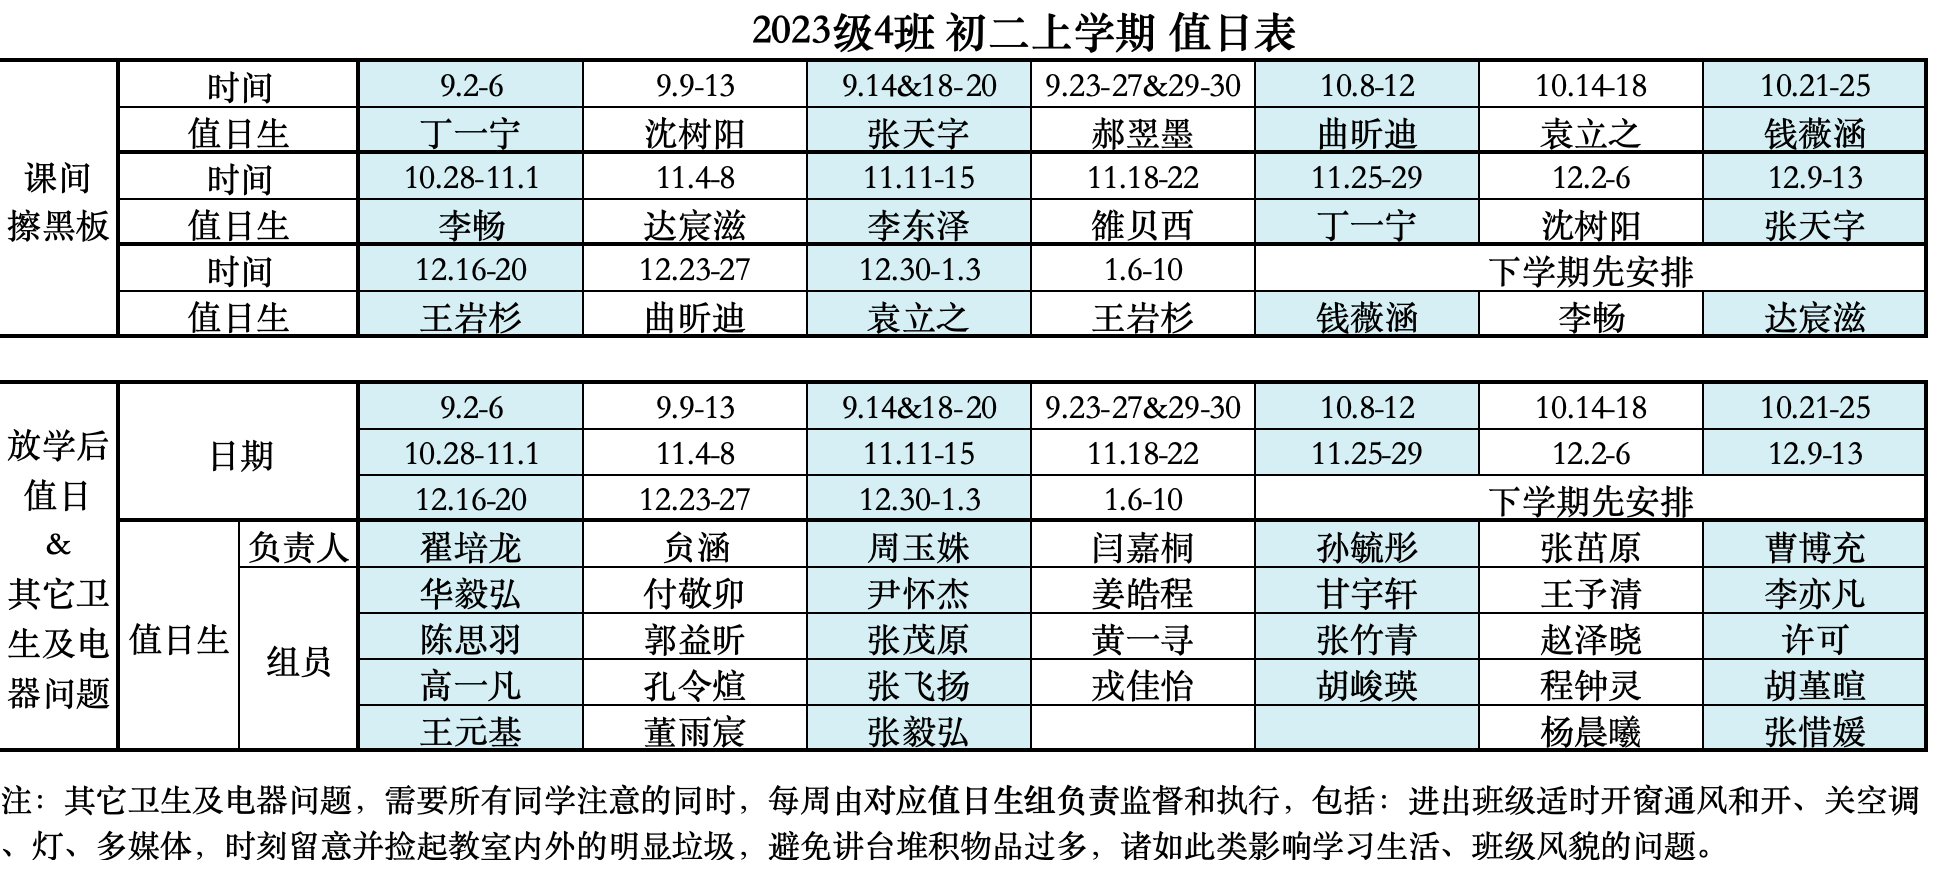 2023级4班 初二上学期 值日表
课间
擦黑板
时间 9.2-6 9.9-13 9.14&18-20 9.23-27&29-30 10.8-12 10.14-18 10.21-25
值日生 丁一宁 沈树阳 张天字 郝翌墨 曲昕迪 袁立之 钱薇涵
时间 10.28-11.1 11.4-8 11.11-15 11.18-22 11.25-29 12.2-6 12.9-13
值日生 李畅 达宸滋 李东泽 雒贝西 丁一宁 沈树阳 张天字
时间 12.16-20 12.23-27 12.30-1.3 1.6-10 下学期先安排
值日生 王岩杉 曲昕迪 袁立之 王岩杉 钱薇涵 李畅 达宸滋
放学后
值日
&
其它卫
生及电
器问题
日期
9.2-6 9.9-13 9.14&18-20 9.23-27&29-30 10.8-12 10.14-18 10.21-25
10.28-11.1 11.4-8 11.11-15 11.18-22 11.25-29 12.2-6 12.9-13
12.16-20 12.23-27 12.30-1.3 1.6-10 下学期先安排
值日生
负责人 翟培龙 贠涵 周玉姝 闫嘉桐 孙毓彤 张茁原 曹博充
组员
华毅弘 付敬卯 尹怀杰 姜皓程 甘宇轩 王予清 李亦凡
陈思羽 郭益昕 张茂原 黄一寻 张竹青 赵泽晓 许可
高一凡 孔令煊 张飞扬 戎佳怡 胡峻瑛 程钟灵 胡堇暄
王元基 董雨宸 张毅弘 杨晨曦 张惜媛
注：其它卫生及电器问题，需要所有同学注意的同时，每周由对应值日生组负责监督和执行，包括：进出班级适时开窗通风和开、关空调
、灯、多媒体，时刻留意并捡起教室内外的明显垃圾，避免讲台堆积物品过多，诸如此类影响学习生活、班级风貌的问题。